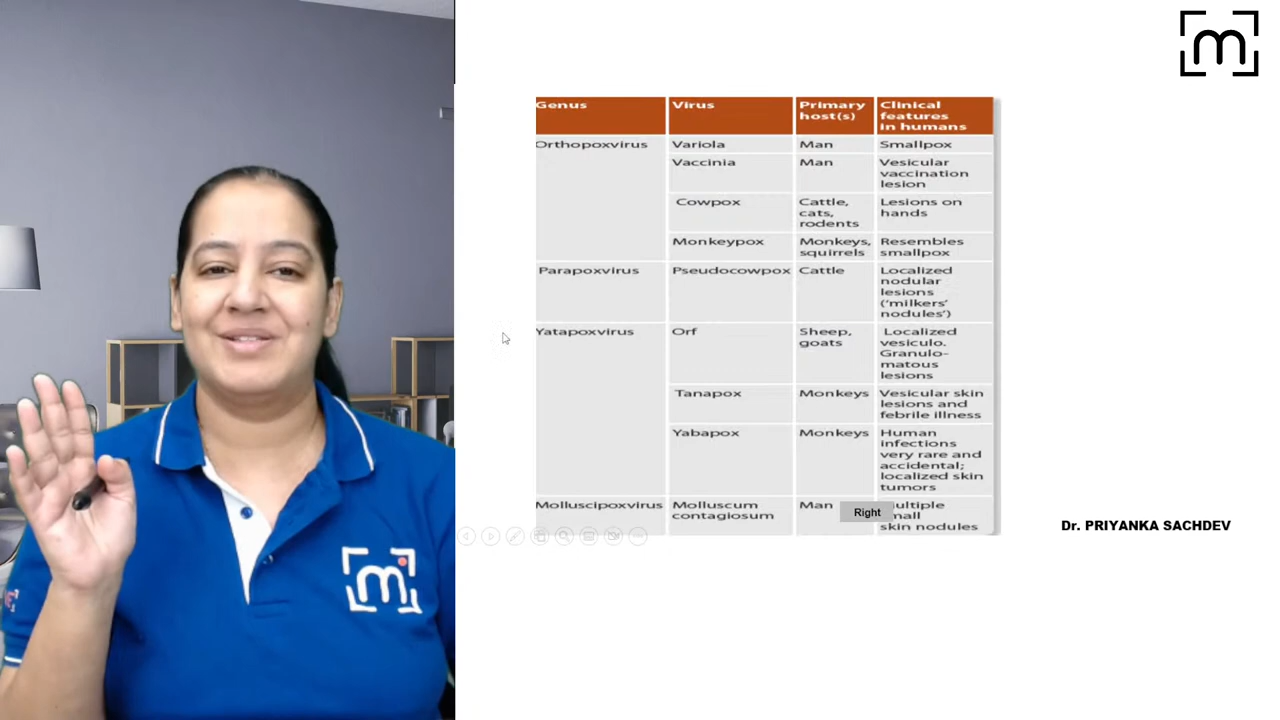 m
Genus Virus Primary host(s) Clinical features in humans
Orthopoxvirus Variola Man Smallpox
Vaccinia Man Vesicular vaccination lesion
Cowpox Cattle, cats, rodents Lesions on hands
Monkeypox Monkeys, squirrels Resembles smallpox
Parapoxvirus Pseudocowpox Cattle Localized nodular lesions ('milkers' nodules')
Yatapoxvirus Orf Sheep, goats Localized vesiculo. Granulo-matous lesions
Tanapox Monkeys Vesicular skin lesions and febrile illness
Yabapox Monkeys Human infections very rare and accidental; localized skin tumors
Molluscipoxvirus Molluscum contagiosum Man skin nodules
Right
Dr. PRIYANKA SACHDEV
m